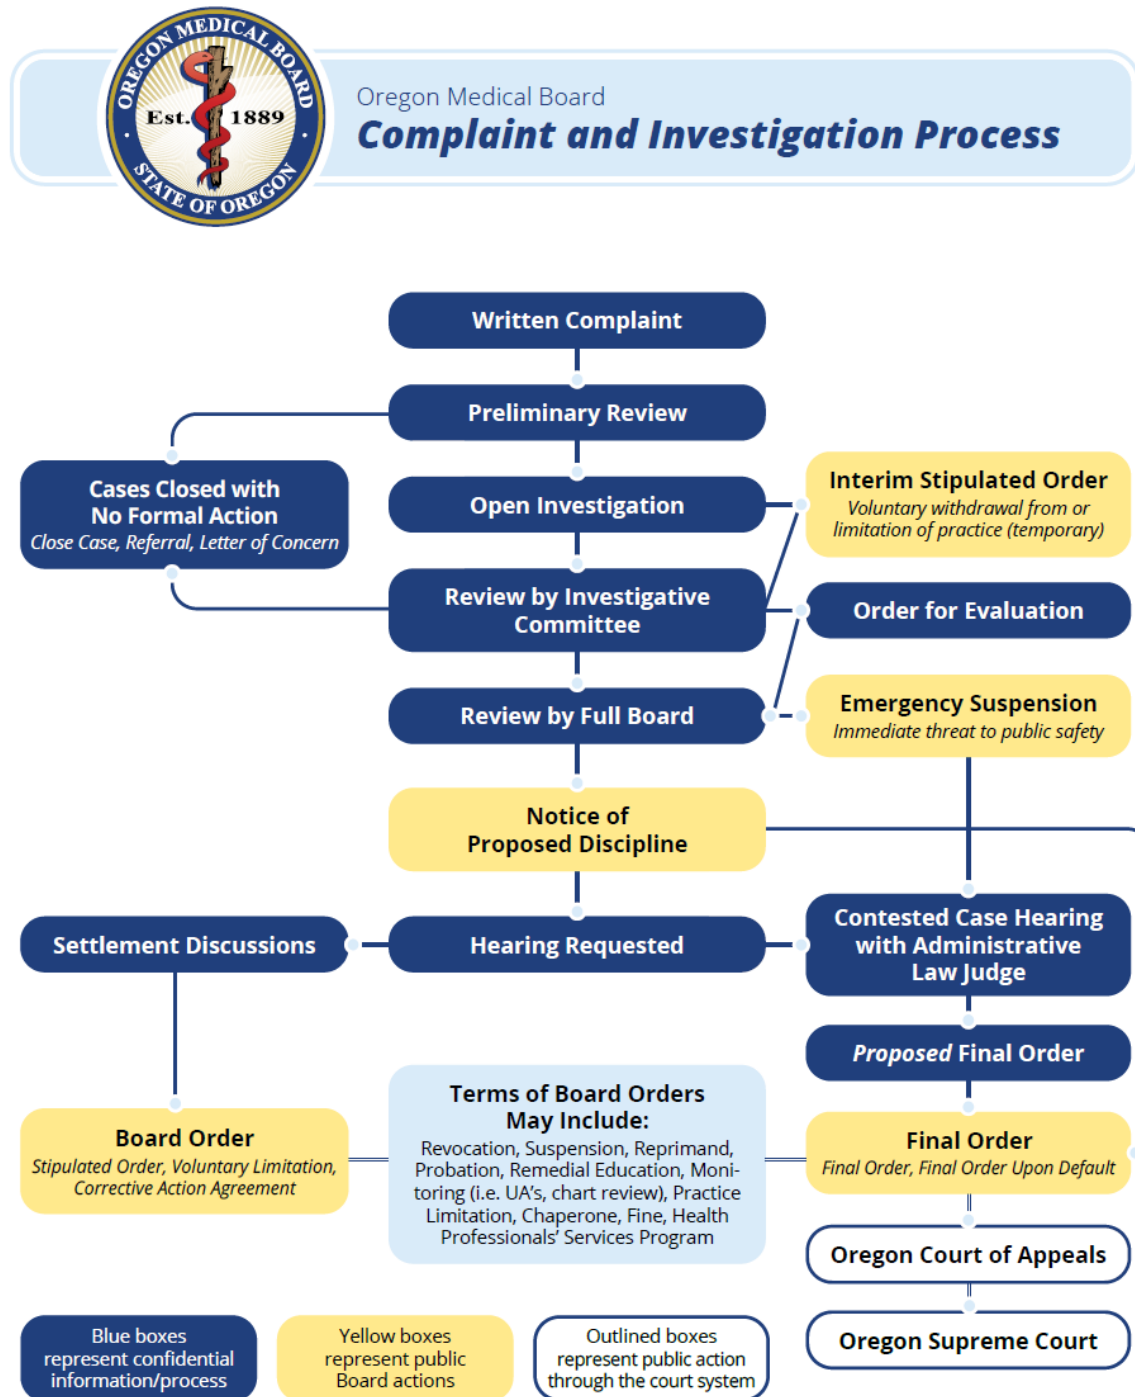 OREGON MEDICAL BOARD
Est. 1889
STATE OF OREGON
Oregon Medical Board
Complaint and Investigation Process
Written Complaint
Preliminary Review
Cases Closed with
No Formal Action
Close Case, Referral, Letter of Concern
Open Investigation
Interim Stipulated Order
Voluntary withdrawal from or
limitation of practice (temporary)
Review by Investigative
Committee
Order for Evaluation
Review by Full Board
Emergency Suspension
Immediate threat to public safety
Notice of
Proposed Discipline
Settlement Discussions
Hearing Requested
Contested Case Hearing
with Administrative
Law Judge
Proposed Final Order
Board Order
Stipulated Order, Voluntary Limitation,
Corrective Action Agreement
Terms of Board Orders
May Include:
Revocation, Suspension, Reprimand,
Probation, Remedial Education, Moni-
toring (i.e. UA's, chart review), Practice
Limitation, Chaperone, Fine, Health
Professionals' Services Program
Final Order
Final Order, Final Order Upon Default
Oregon Court of Appeals
Oregon Supreme Court
Blue boxes
represent confidential
information/process
Yellow boxes
represent public
Board actions
Outlined boxes
represent public action
through the court system